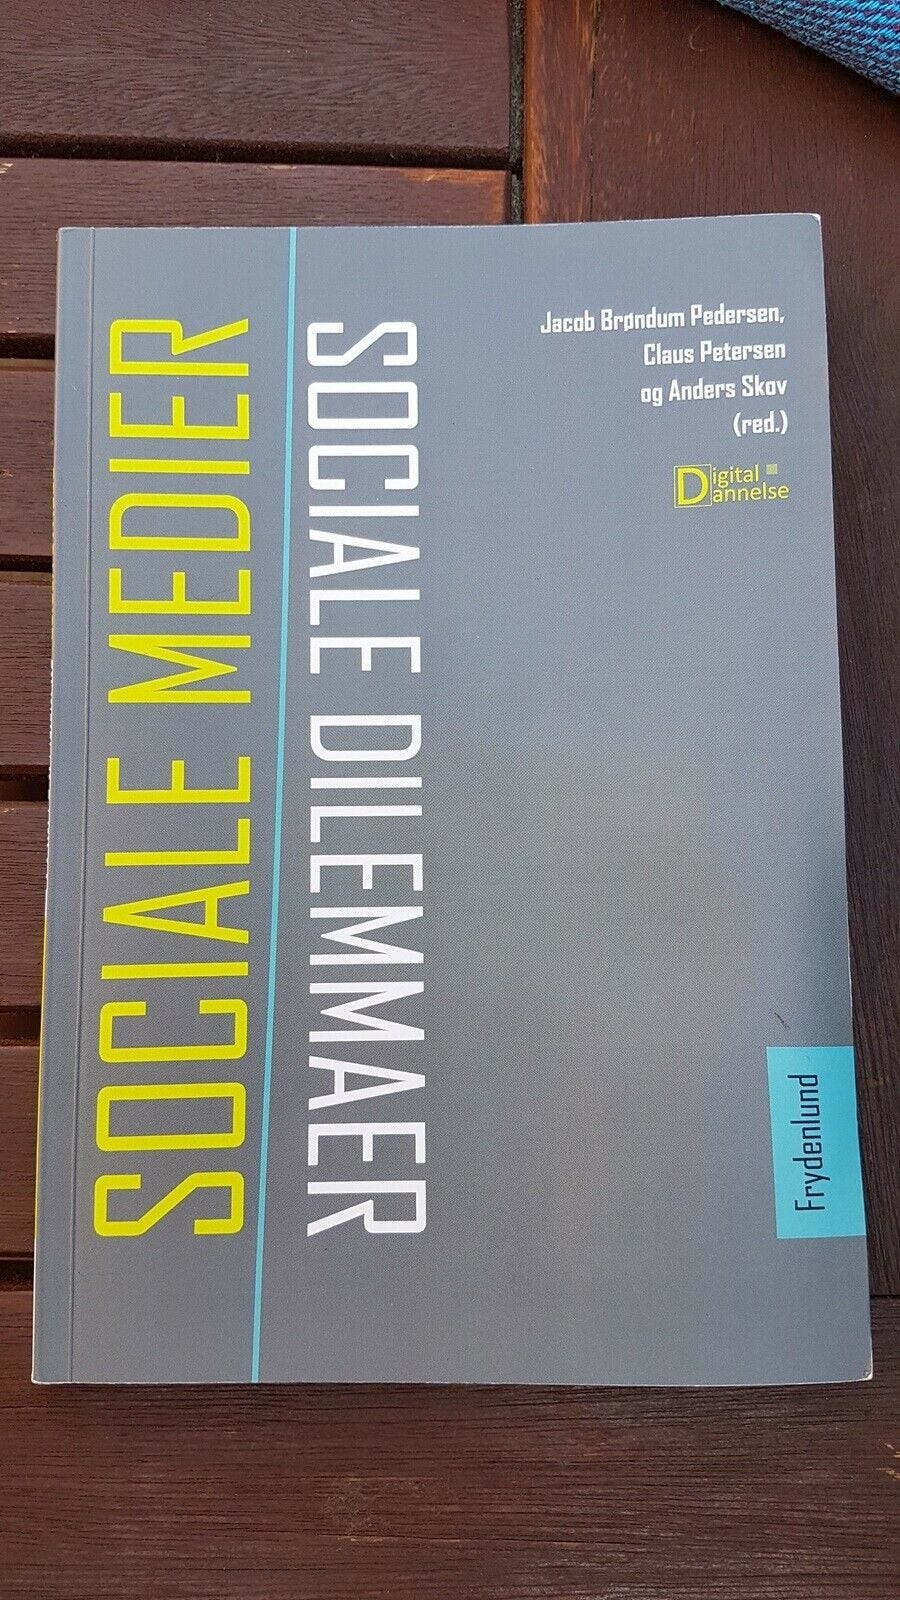 SOCIALE MEDIER
SOCIALE DILEMMAER
Jacob Brøndum Pedersen,
Claus Petersen
og Anders Skov
(red.)
Digital
Dannelse
Frydenlund